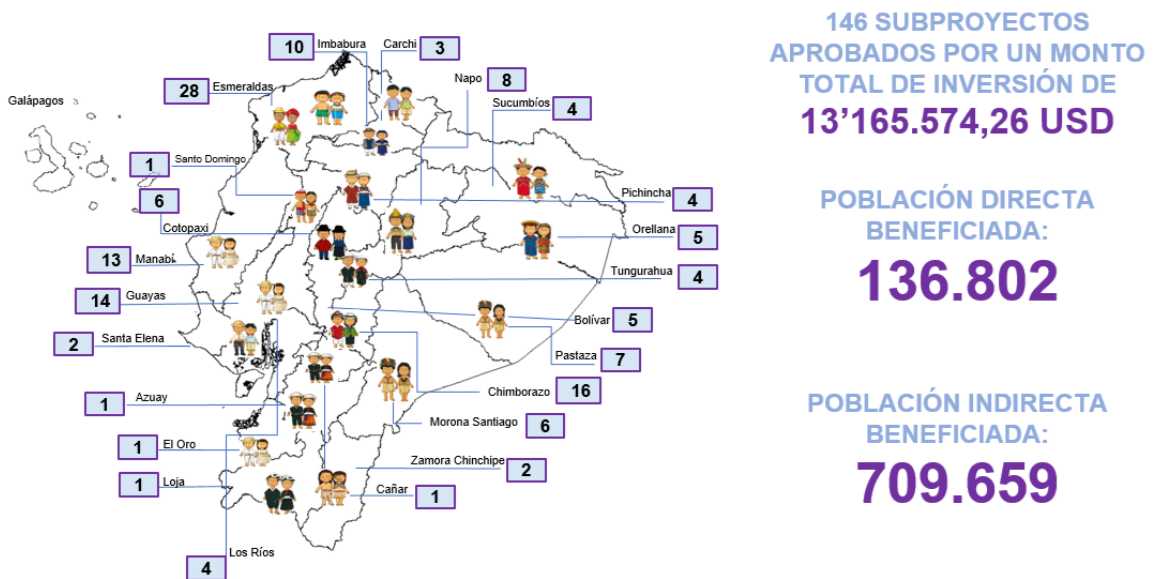 10
Imbabura
Carchi
3
Napo
8
28
Esmeraldas
Sucumbíos
4
Galápagos
1
Santo Domingo
6
Cotopaxi
Pichincha
4
Orellana
5
13
Manabí
Tungurahua
4
14
Guayas
Bolívar
5
2
Santa Elena
Pastaza
7
1
Azuay
Chimborazo
16
Morona Santiago
6
1
El Oro
Zamora Chinchipe
2
1
Loja
Cañar
1
Los Ríos
4
146 SUBPROYECTOS
APROBADOS POR UN MONTO
TOTAL DE INVERSIÓN DE
13’165.574,26 USD
POBLACIÓN DIRECTA
BENEFICIADA:
136.802
POBLACIÓN INDIRECTA
BENEFICIADA:
709.659